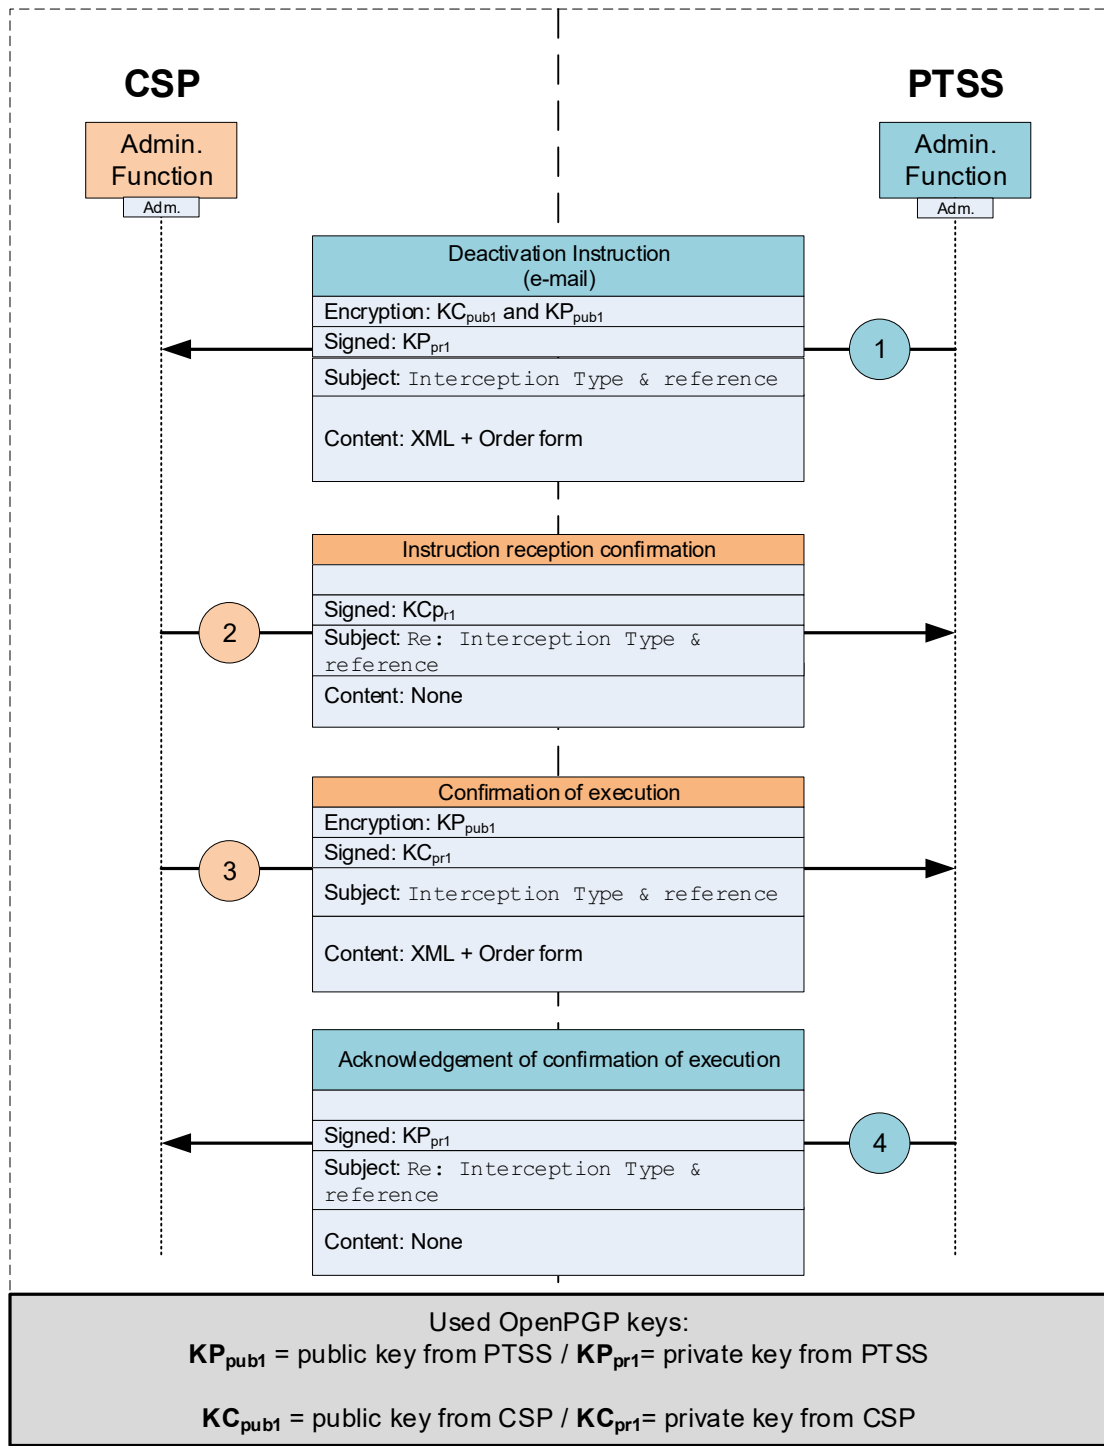 CSP
PTSS
Admin.
Function
Adm.
Admin.
Function
Adm.
Deactivation Instruction
(e-mail)
Encryption: KCpub1 and KPpub1
Signed: KPpr1
1
Subject: Interception Type & reference
Content: XML + Order form
Instruction reception confirmation
Signed: KCpr1
2
Subject: Re: Interception Type &
reference
Content: None
Confirmation of execution
Encryption: KPpub1
Signed: KCpr1
3
Subject: Interception Type & reference
Content: XML + Order form
Acknowledgement of confirmation of execution
Signed: KPpr1
4
Subject: Re: Interception Type &
reference
Content: None
Used OpenPGP keys:
KPpub1 = public key from PTSS / KPpr1= private key from PTSS
KCpub1 = public key from CSP / KCpr1= private key from CSP